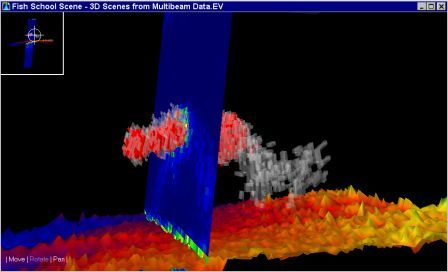 Fish School Scene - 3D Scenes from Multibeam Data.EV
| Move | Rotate | Pan |